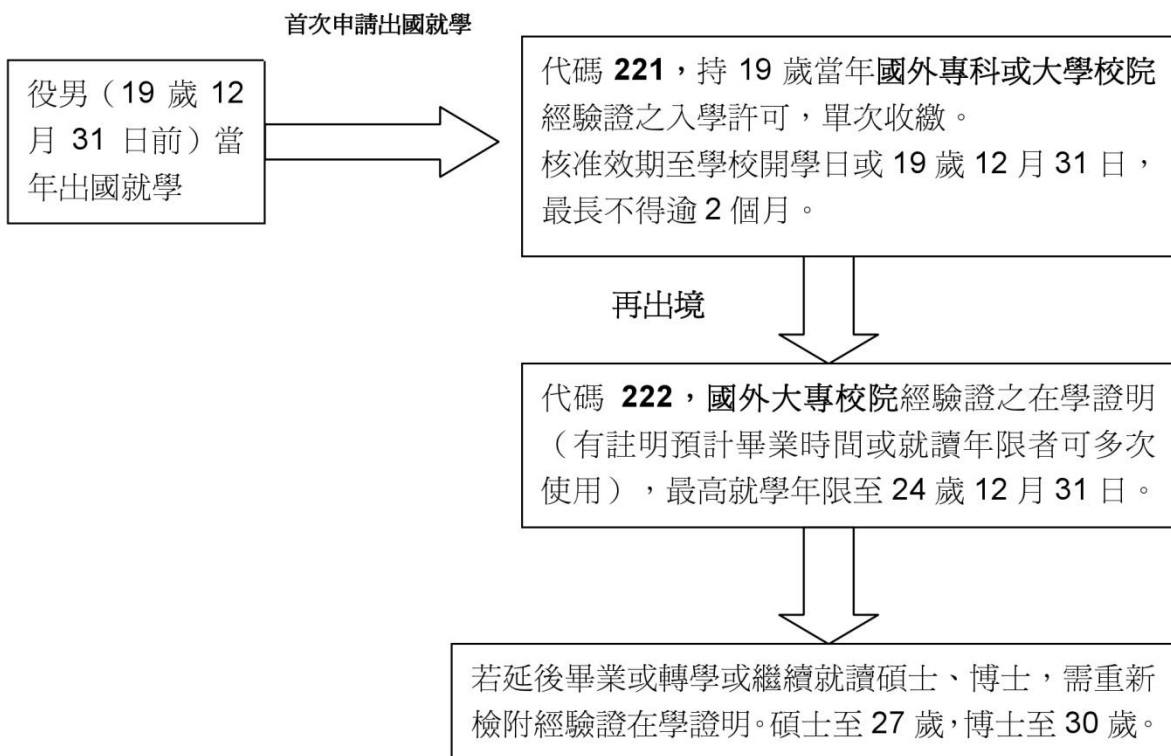 首次申請出國就學
役男（19 歲 12
月 31 日前）當
年出國就學
代碼 221，持 19 歲當年國外專科或大學校院
經驗證之入學許可，單次收繳。
核准效期至學校開學日或 19 歲 12 月 31 日，
最長不得逾 2 個月。
再出境
代碼 222，國外大專校院經驗證之在學證明
（有註明預計畢業時間或就讀年限者可多次
使用），最高就學年限至 24 歲 12 月 31 日。
若延後畢業或轉學或繼續就讀碩士、博士，需重新
檢附經驗證在學證明。碩士至 27 歲，博士至 30 歲。